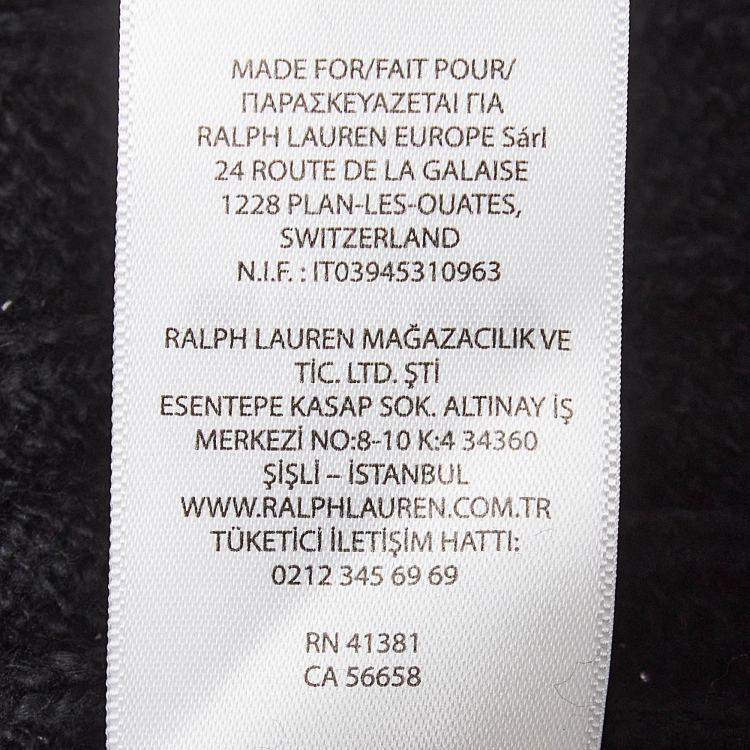 MADE FOR/FAIT POUR/
ΠΑΡΑΣΚΕΥΑΖΕΤΑΙ ΓΙΑ
RALPH LAUREN EUROPE Sárl
24 ROUTE DE LA GALAISE
1228 PLAN-LES-OUATES,
SWITZERLAND
N.I.F. : IT03945310963
RALPH LAUREN MAĞAZACILIK VE
TİC. LTD. ŞTİ
ESENTEPE KASAP SOK. ALTINAY İŞ
MERKEZİ NO:8-10 K:4 34360
ŞİŞLİ – İSTANBUL
WWW.RALPHLAUREN.COM.TR
TÜKETİCİ İLETİŞİM HATTI:
0212 345 69 69
RN 41381
CA 56658